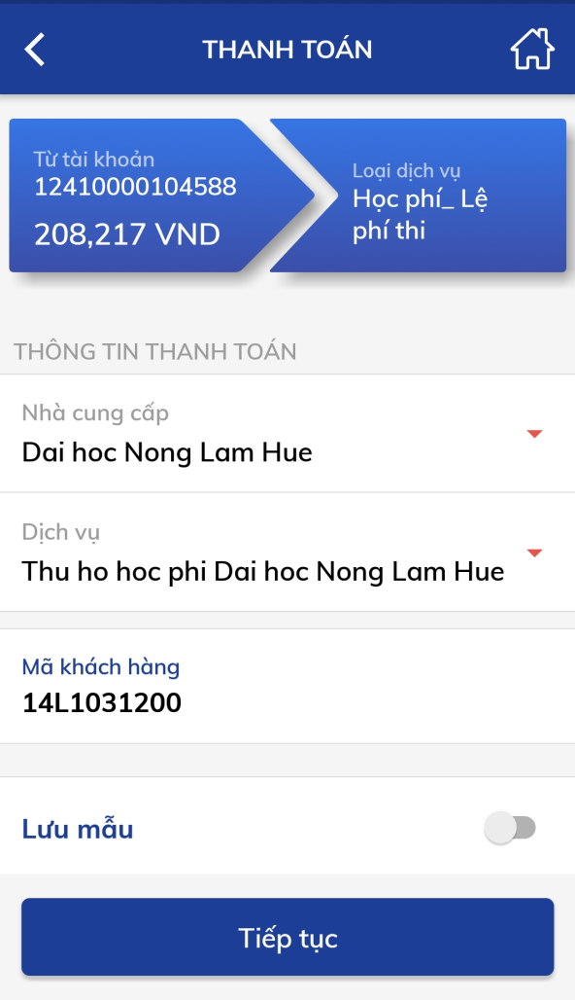 THANH TOÁN
Từ tài khoản
12410000104588
208,217 VND
Loại dịch vụ
Học phí_ Lệ
phí thi
THÔNG TIN THANH TOÁN
Nhà cung cấp
Dai hoc Nong Lam Hue
Dịch vụ
Thu ho hoc phi Dai hoc Nong Lam Hue
Mã khách hàng
14L1031200
Lưu mẫu
Tiếp tục